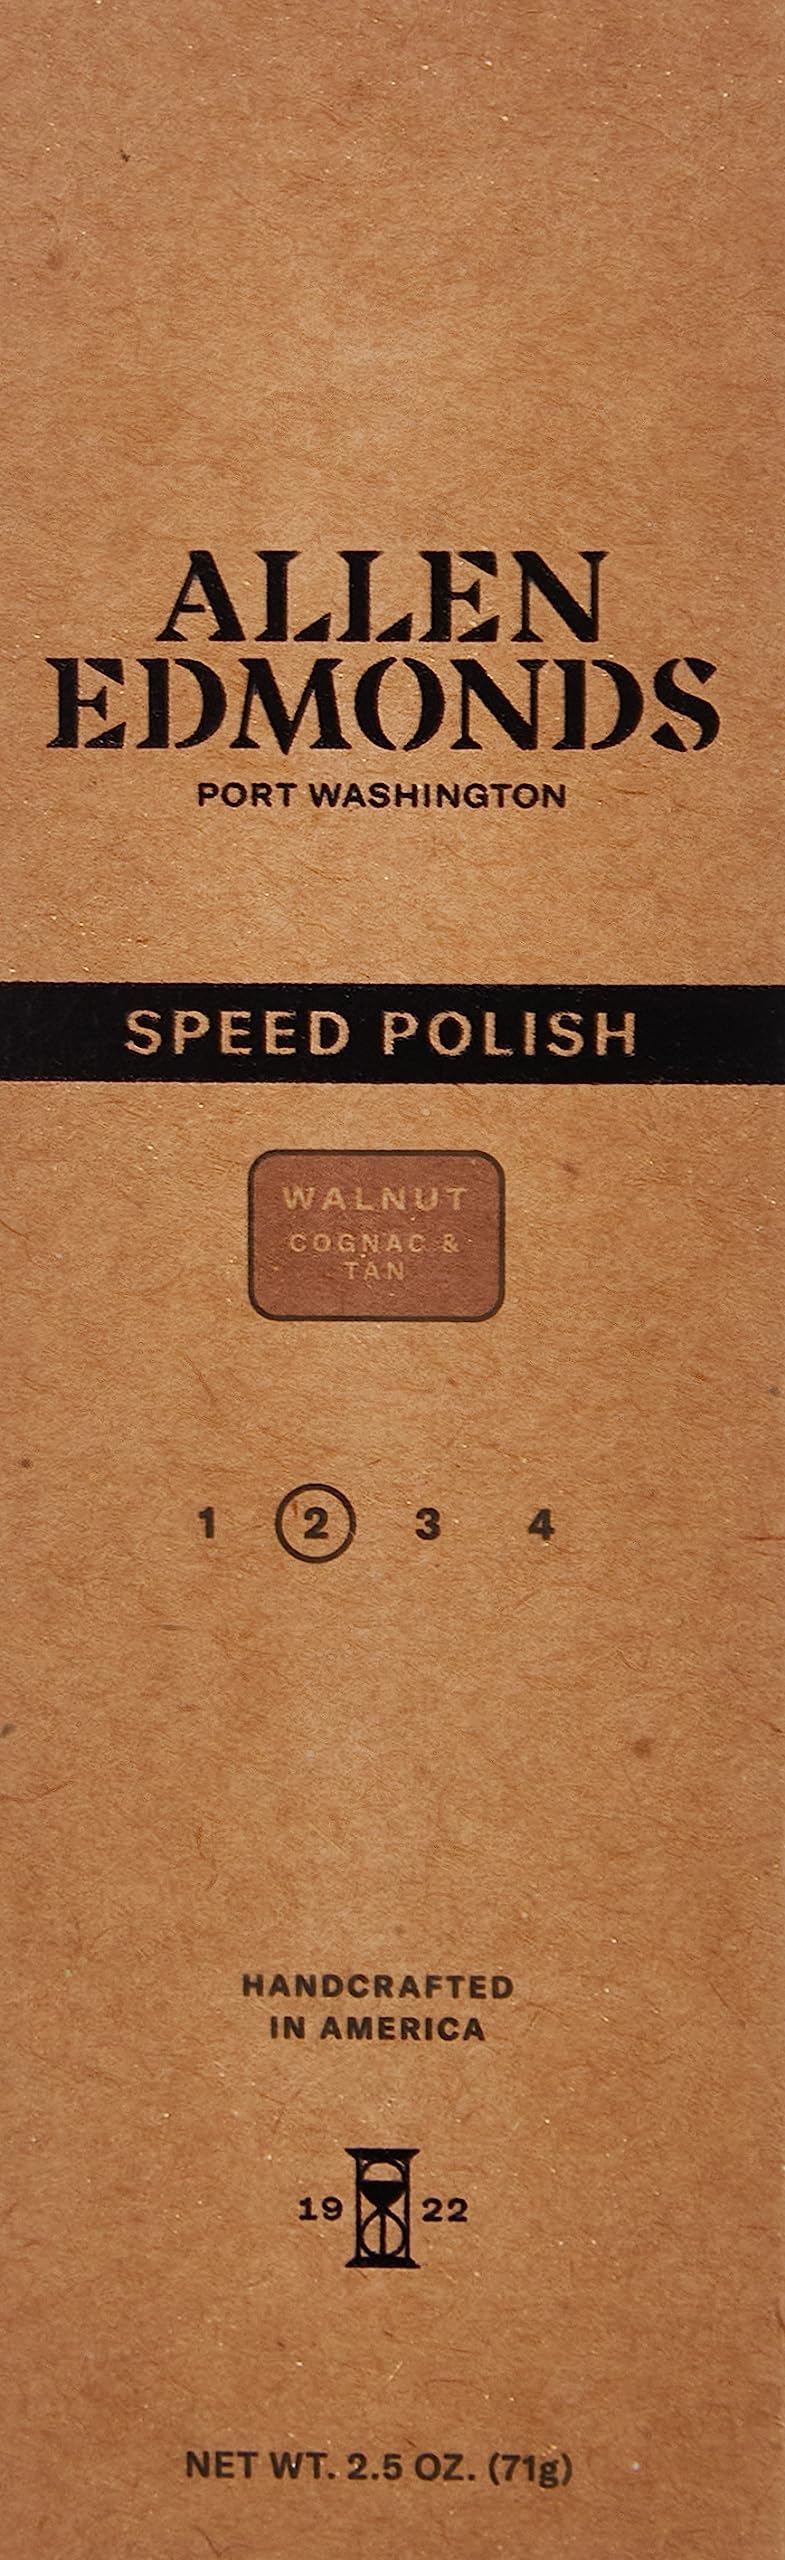 ALLEN
EDMONDS
PORT WASHINGTON
SPEED POLISH
WALNUT
COGNAC &
TAN
1 2 3 4
HANDCRAFTED
IN AMERICA
19 22
NET WT. 2.5 OZ. (71g)